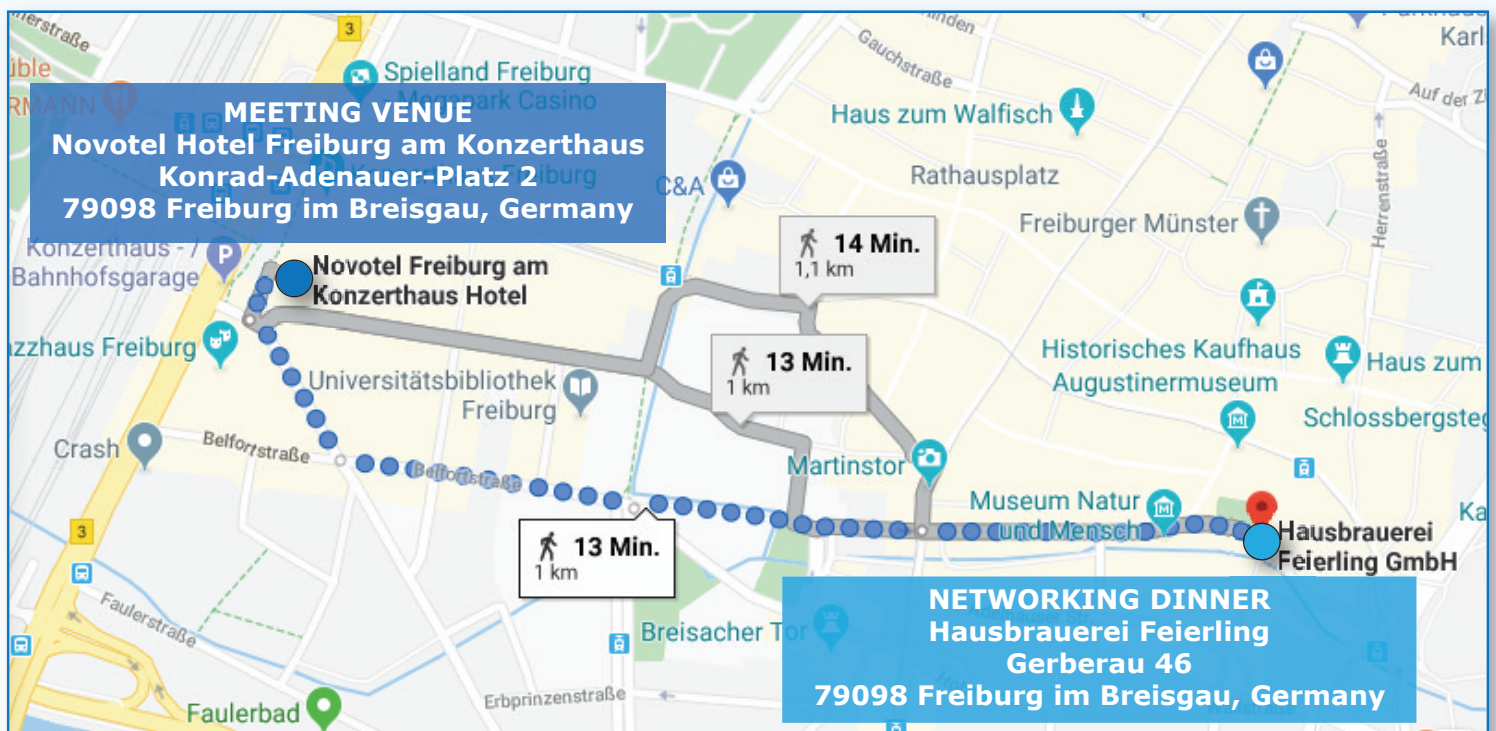 nerstraße
3
Spielland Freiburg
Megapark Casino
MEETING VENUE
Novotel Hotel Freiburg am Konzerthaus
Konrad-Adenauer-Platz 2
79098 Freiburg im Breisgau, Germany
Konzerthaus - /
Bahnhofsgarage
P
Novotel Freiburg am
Konzerthaus Hotel
C&A
Gauchstraße
Haus zum Walfisch
Rathausplatz
Freiburger Münster
Karl
Auf der Z
Herrenstraße
14 Min.
1,1 km
13 Min.
1 km
azzhaus Freiburg
Universitätsbibliothek
Freiburg
Historisches Kaufhaus
Augustinermuseum
Haus zum
Schlossbergsteg
Crash
Belfortstraße
Belfortstraße
Martinstor
Museum Natur
und Mensch
Hausbrauerei
Feierling GmbH
Ka
3
13 Min.
1 km
Faulerstraße
Breisacher Tor
NETWORKING DINNER
Hausbrauerei Feierling
Gerberau 46
79098 Freiburg im Breisgau, Germany
Erbprinzenstraße
Faulerbad